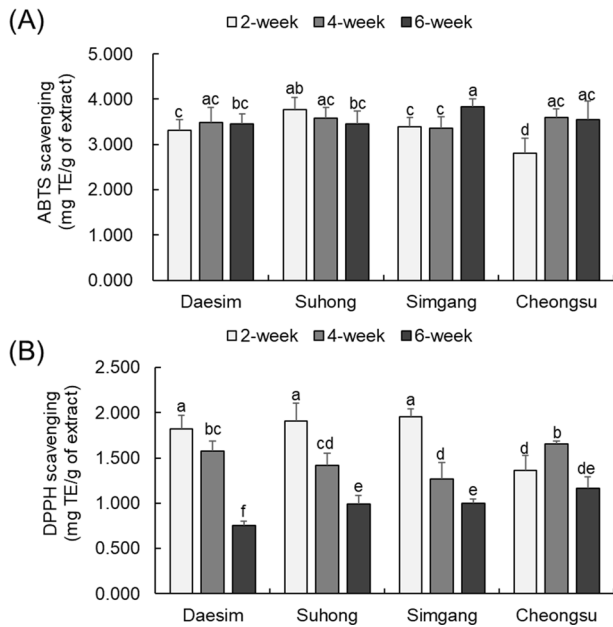 (A)
2-week 4-week 6-week
ABTS scavenging
(mg TE/g of extract)
5.000
4.000
3.000
2.000
1.000
0.000
c ac bc ab ac bc c c a d ac ac
Daesim Suhong Simgang Cheongsu
(B)
2-week 4-week 6-week
DPPH scavenging
(mg TE/g of extract)
2.500
2.000
1.500
1.000
0.500
0.000
a bc f a cd e a d e d b de
Daesim Suhong Simgang Cheongsu